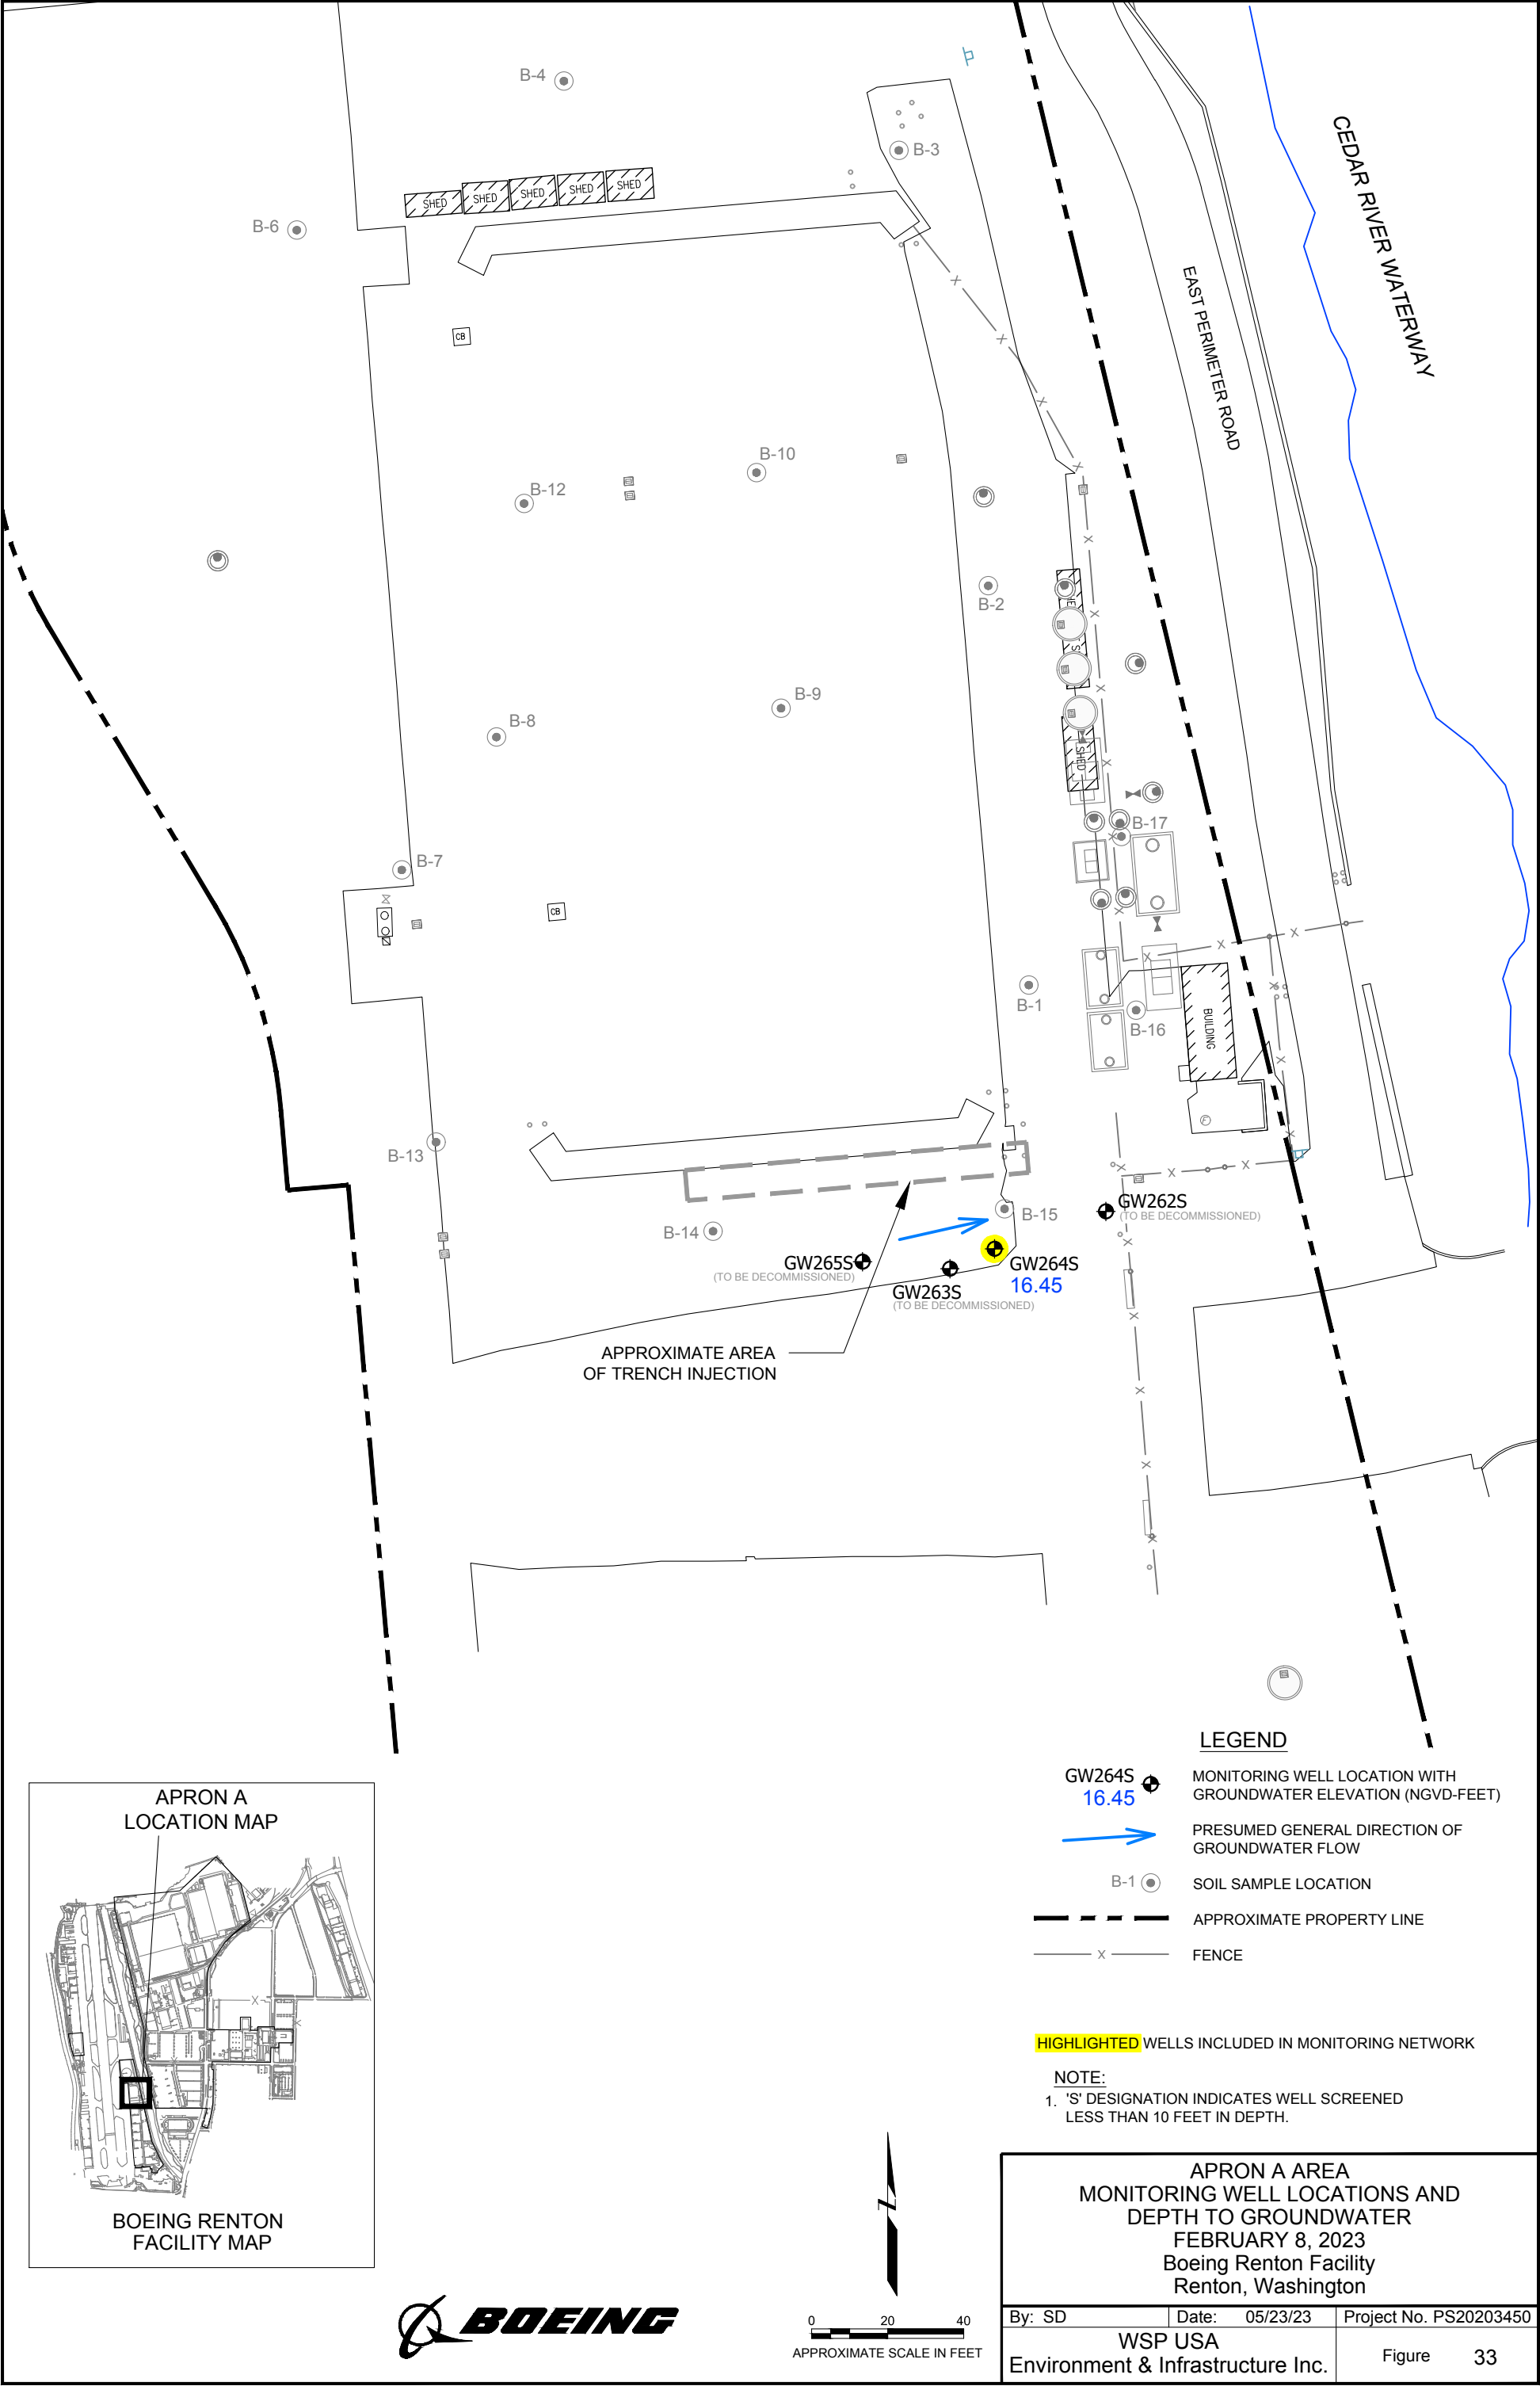 B-4
B-3
CEDAR RIVER WATERWAY
SHED
SHED
SHED
SHED
SHED
B-6
EAST PERIMETER ROAD
CB
B-10
B-12
B-2
B-9
B-8
SHED
B-17
B-7
CB
B-1
B-16
BUILDING
B-13
GW262S
(TO BE DECOMMISSIONED)
B-15
B-14
GW265S
(TO BE DECOMMISSIONED)
GW264S
16.45
GW263S
(TO BE DECOMMISSIONED)
APPROXIMATE AREA
OF TRENCH INJECTION
LEGEND
GW264S
16.45
MONITORING WELL LOCATION WITH
GROUNDWATER ELEVATION (NGVD-FEET)
PRESUMED GENERAL DIRECTION OF
GROUNDWATER FLOW
B-1
SOIL SAMPLE LOCATION
APPROXIMATE PROPERTY LINE
X
FENCE
HIGHLIGHTED WELLS INCLUDED IN MONITORING NETWORK
NOTE:
1. 'S' DESIGNATION INDICATES WELL SCREENED
LESS THAN 10 FEET IN DEPTH.
APRON A
LOCATION MAP
BOEING RENTON
FACILITY MAP
BOEING
Z
0 20 40
APPROXIMATE SCALE IN FEET
APRON A AREA
MONITORING WELL LOCATIONS AND
DEPTH TO GROUNDWATER
FEBRUARY 8, 2023
Boeing Renton Facility
Renton, Washington
By: SD Date: 05/23/23 Project No. PS20203450
WSP USA
Environment & Infrastructure Inc.
Figure 33